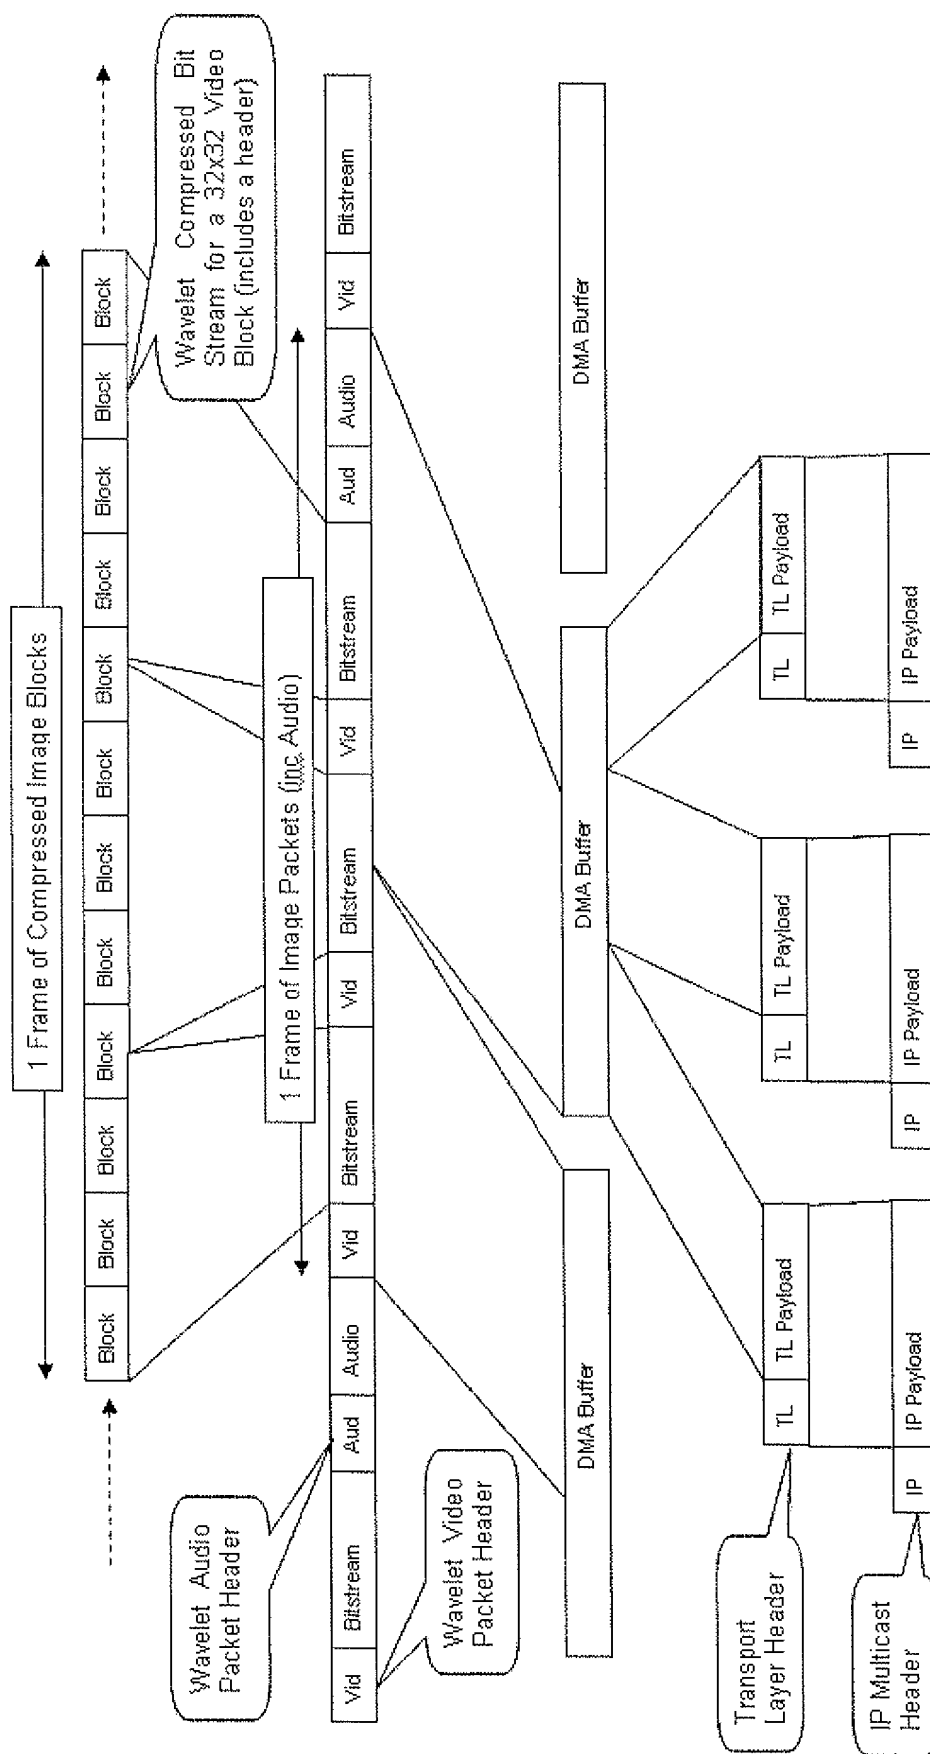 1 Frame of Compressed Image Blocks
Block Block Block Block Block Block Block Block Block Block Block Block
Wavelet Compressed Bit
Stream for a 32x32 Video
Block (includes a header)
Wavelet Audio
Packet Header
1 Frame of Image Packets (inc Audio)
Vid Bitstream Aud Audio Vid Bitstream Vid Bitstream Vid Bitstream Aud Audio Vid Bitstream
Wavelet Video
Packet Header
DMA Buffer DMA Buffer DMA Buffer
Transport
Layer Header
TL TL Payload TL TL Payload TL TL Payload
IP Multicast
Header
IP IP Payload IP IP Payload IP IP Payload